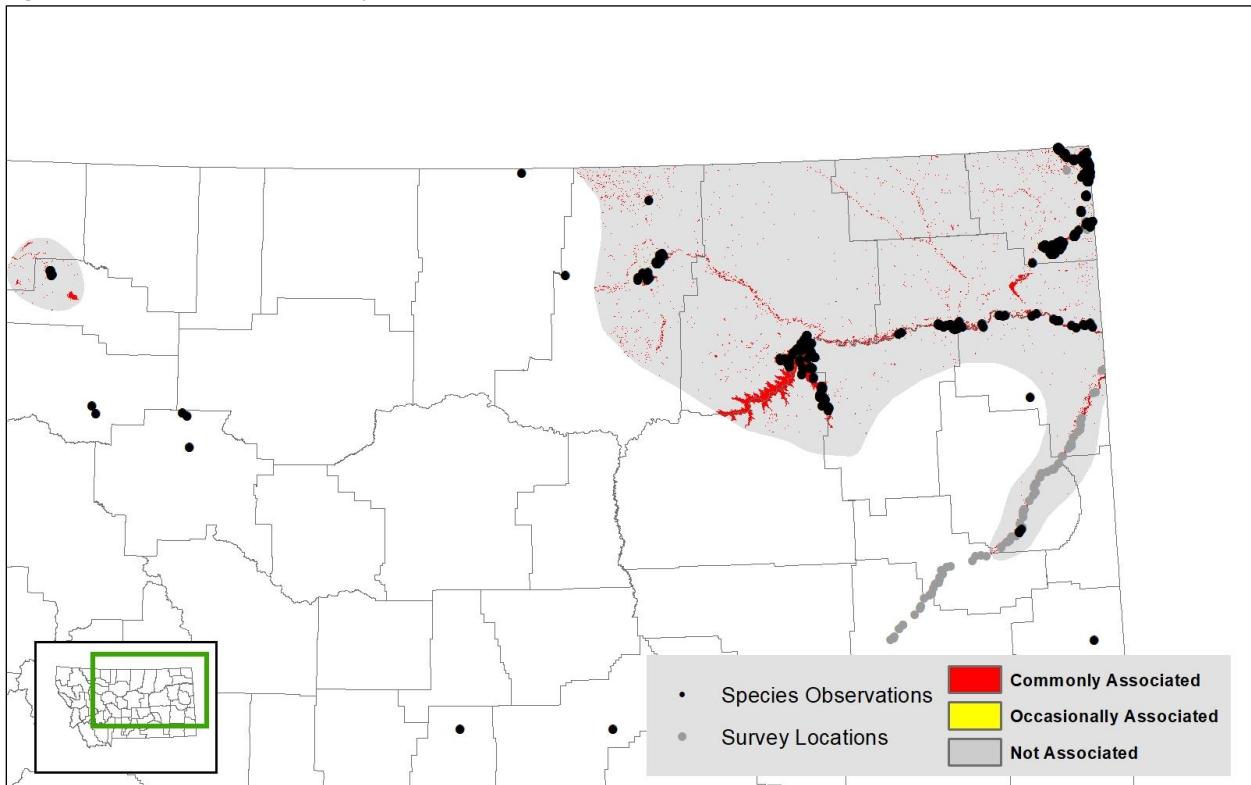 Species Observations
Survey Locations
Commonly Associated
Occasionally Associated
Not Associated